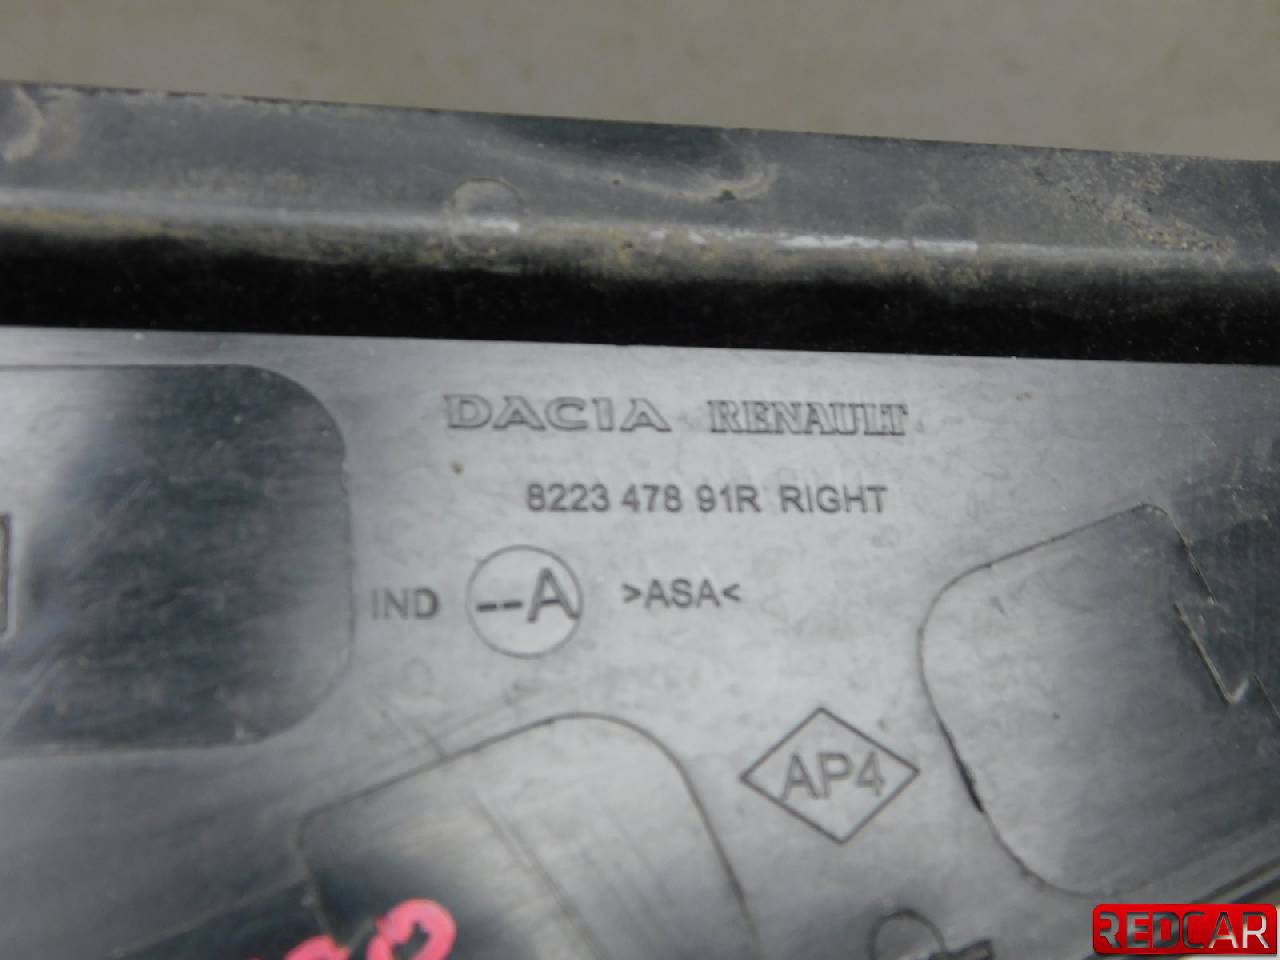 DACIA RENAULT
8223 478 91R RIGHT
IND --A >ASA<
AP4
REDCAR